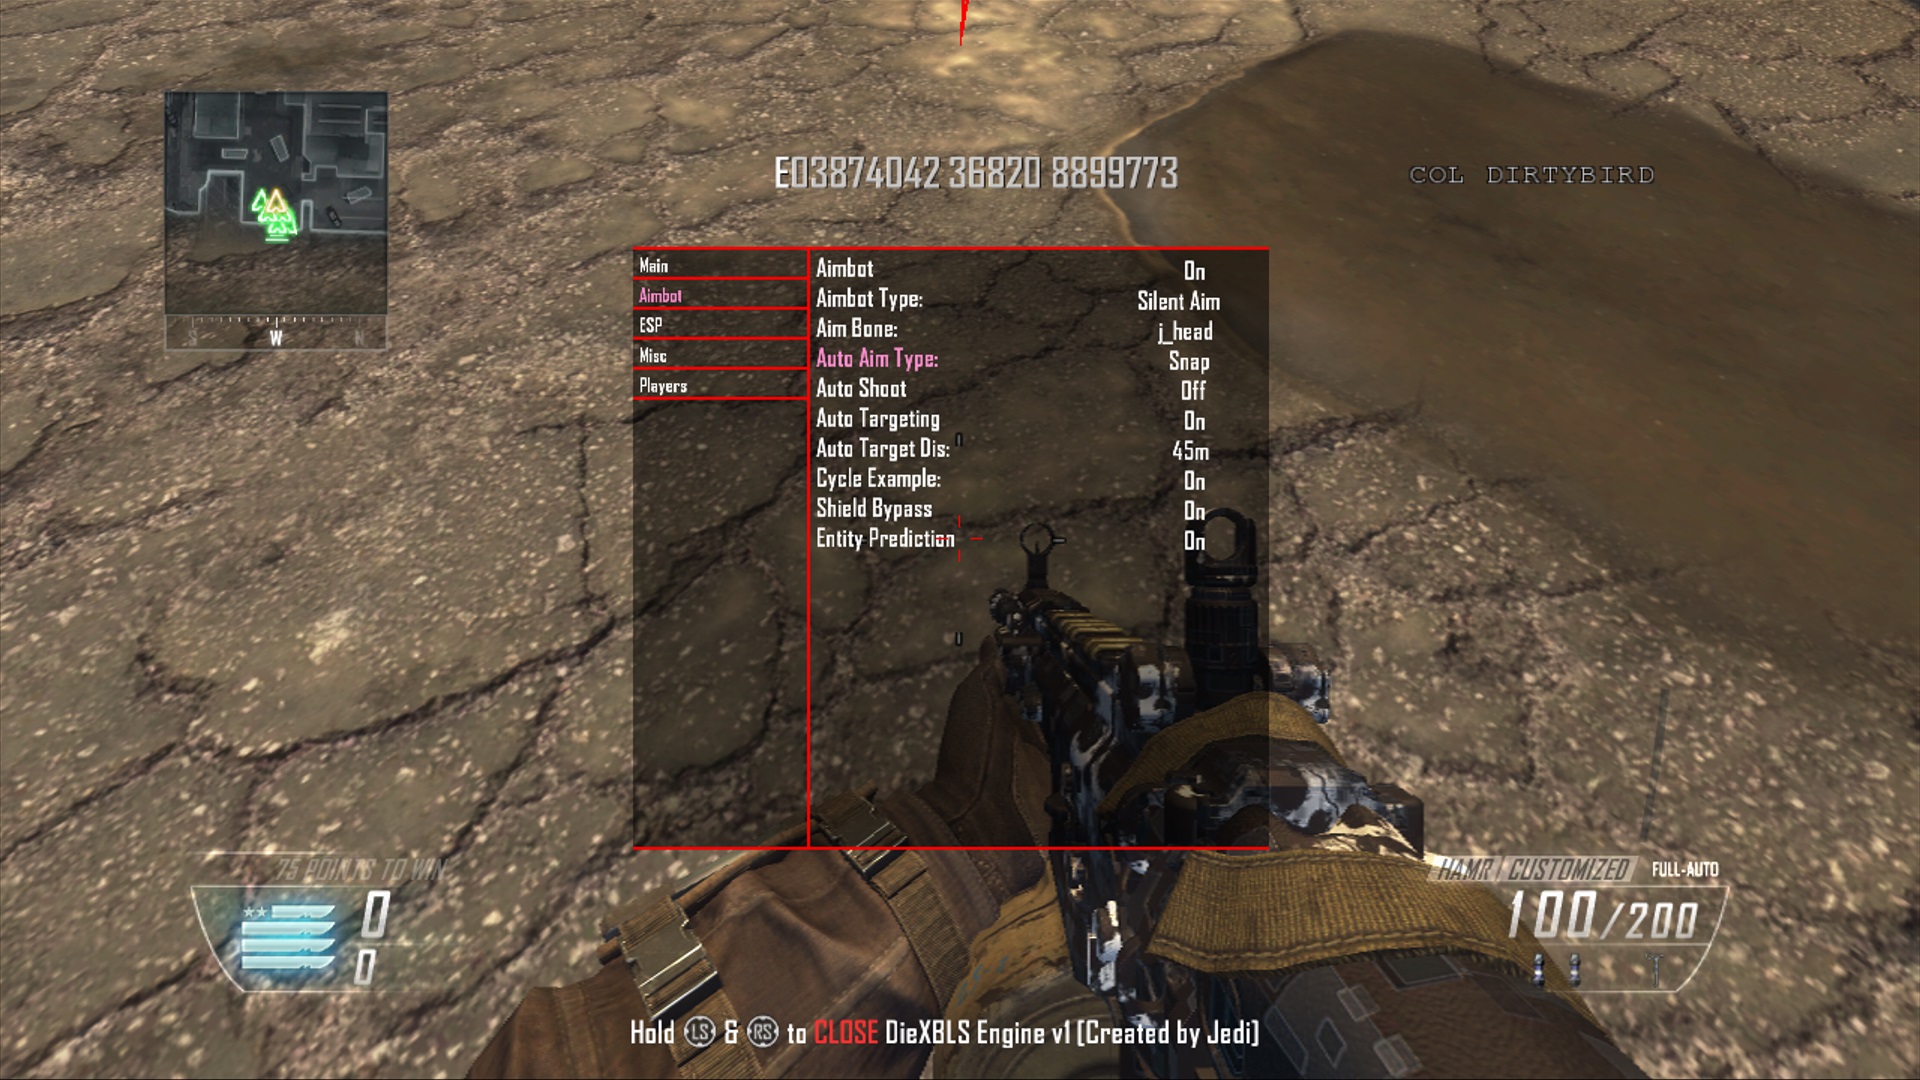 E03874042 36820 8899773
COL DIRTYBIRD
W
N
Main
Aimbot
ESP
Misc
Players
Aimbot On
Aimbot Type: Silent Aim
Aim Bone: j_head
Auto Aim Type: Snap
Auto Shoot Off
Auto Targeting On
Auto Target Dis: 45m
Cycle Example: On
Shield Bypass On
Entity Prediction On
75 POINTS TO WIN
0
0
HAMR CUSTOMIZED FULL-AUTO
100/200
Hold LS & RS to CLOSE DieXBLS Engine v1 [Created by Jedi]